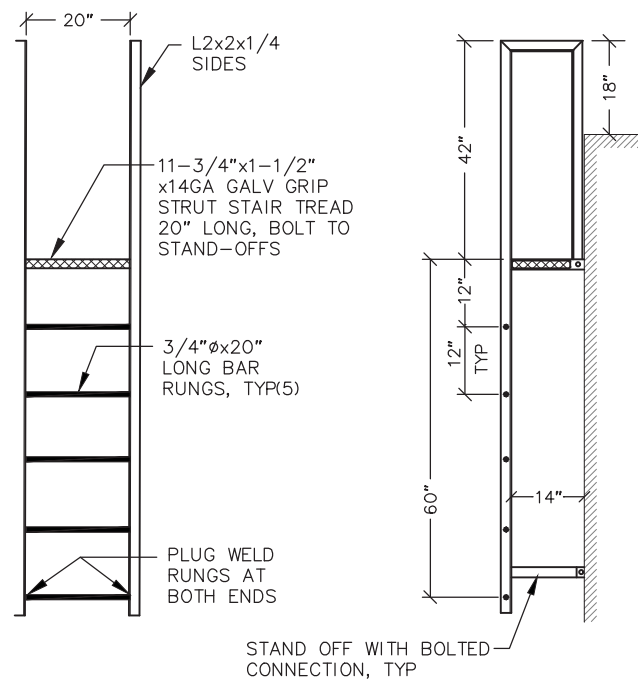 20"
L2x2x1/4
SIDES
11-3/4"x1-1/2"
x14GA GALV GRIP
STRUT STAIR TREAD
20" LONG, BOLT TO
STAND-OFFS
3/4"øx20"
LONG BAR
RUNGS, TYP(5)
PLUG WELD
RUNGS AT
BOTH ENDS
42"
18"
12"
12"
TYP
60"
14"
STAND OFF WITH BOLTED
CONNECTION, TYP